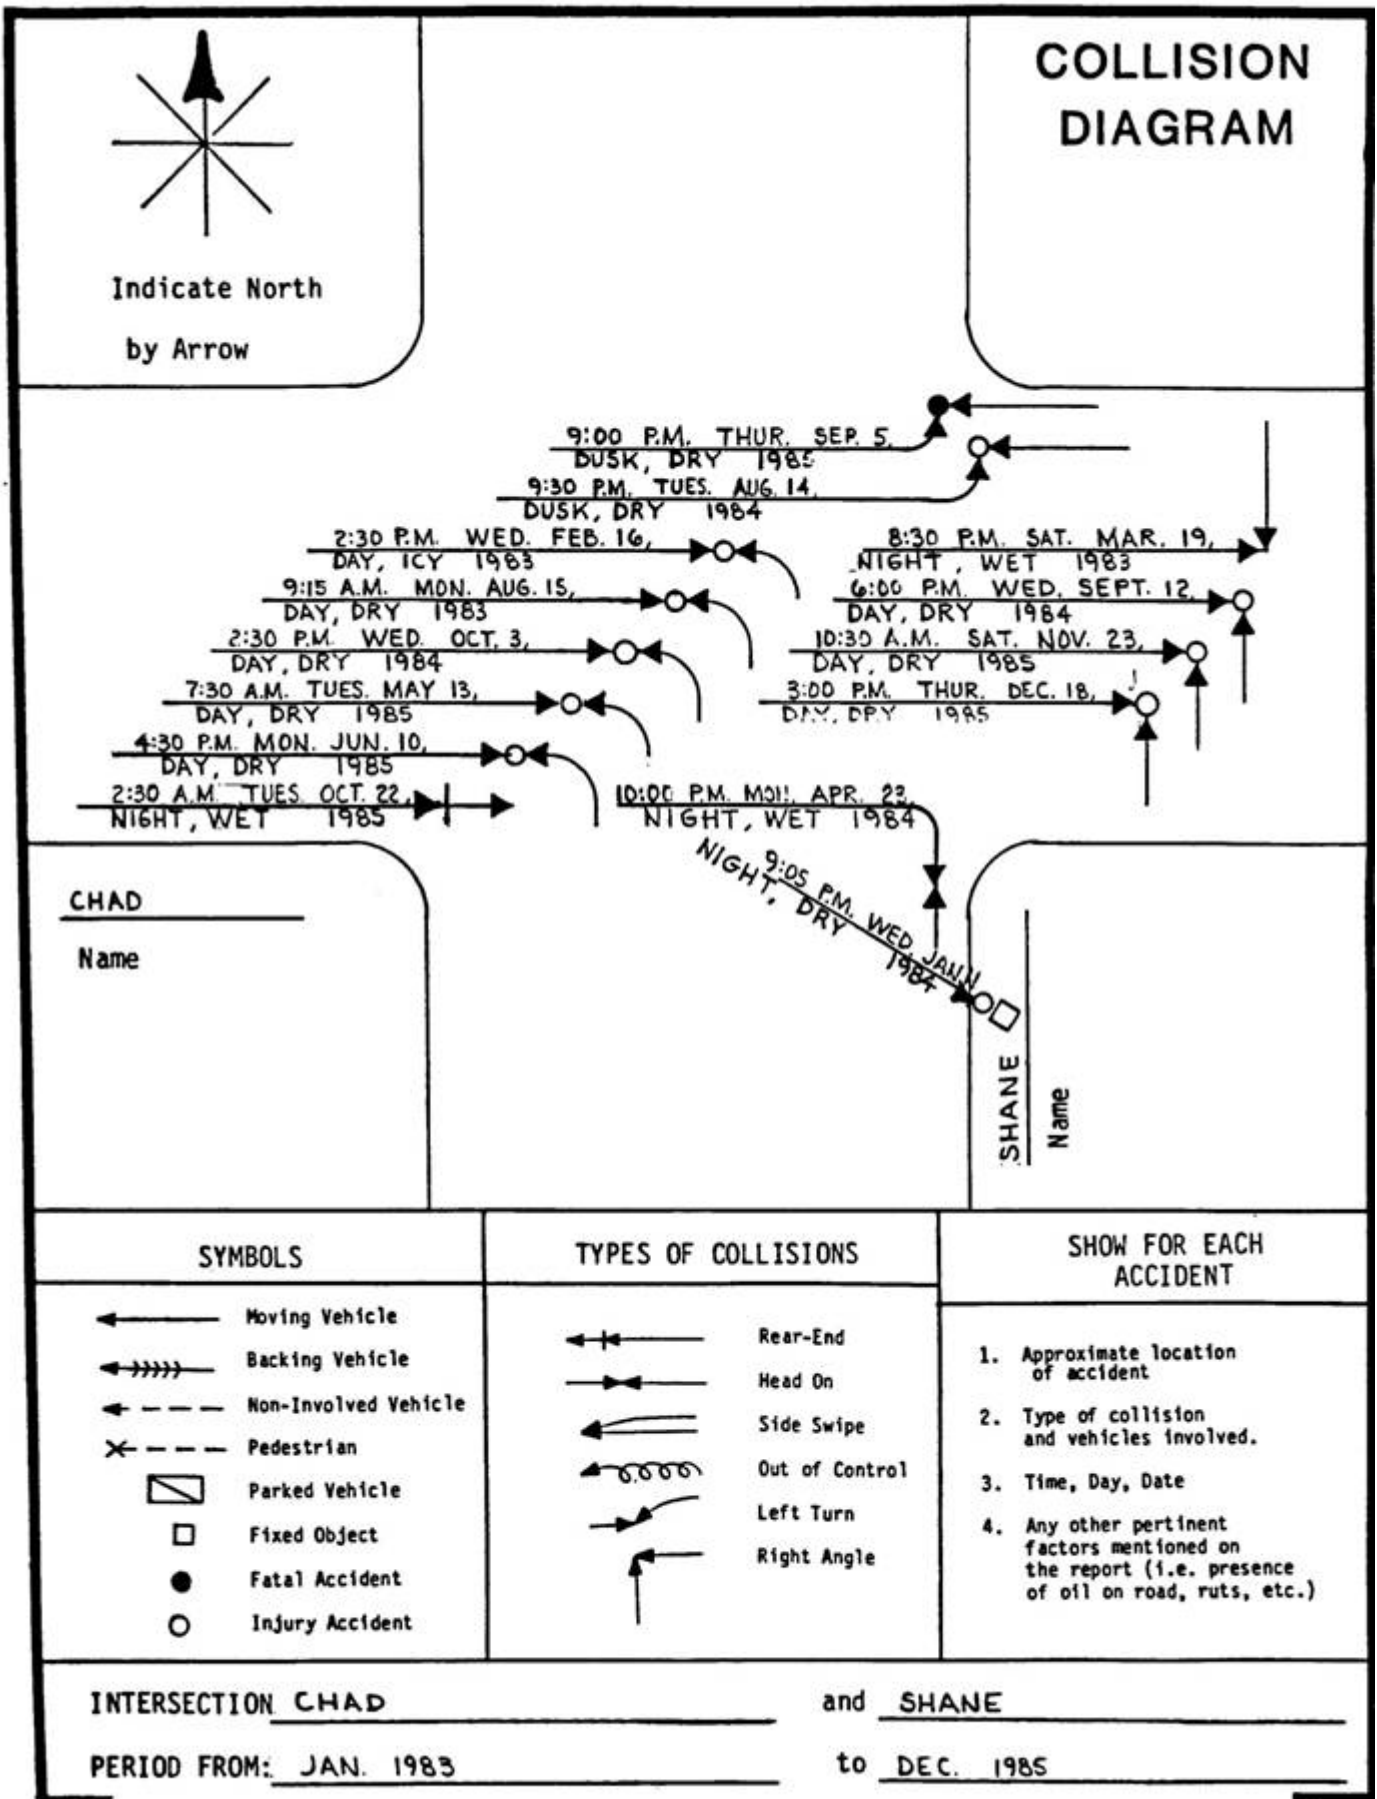 COLLISION
DIAGRAM
Indicate North
by Arrow
9:00 P.M. THUR. SEP. 5,
DUSK, DRY 1985
9:30 P.M. TUES. AUG. 14,
DUSK, DRY 1984
2:30 P.M. WED. FEB. 16,
DAY, ICY 1983
8:30 P.M. SAT. MAR. 19,
NIGHT, WET 1983
9:15 A.M. MON. AUG. 15,
DAY, DRY 1983
6:00 P.M. WED. SEPT. 12,
DAY, DRY 1984
2:30 P.M. WED. OCT. 3,
DAY, DRY 1984
10:30 A.M. SAT. NOV. 23,
DAY, DRY 1985
7:30 A.M. TUES. MAY 13,
DAY, DRY 1985
3:00 P.M. THUR. DEC. 18,
DAY, DRY 1985
4:30 P.M. MON. JUN. 10,
DAY, DRY 1985
2:30 A.M. TUES. OCT. 22,
NIGHT, WET 1985
10:00 P.M. MON. APR. 23,
NIGHT, WET 1984
9:05 P.M. WED. JAN.
NIGHT, DRY 1984
CHAD
Name
SHANE
Name
SYMBOLS
Moving Vehicle
Backing Vehicle
Non-Involved Vehicle
Pedestrian
Parked Vehicle
Fixed Object
Fatal Accident
Injury Accident
TYPES OF COLLISIONS
Rear-End
Head On
Side Swipe
Out of Control
Left Turn
Right Angle
SHOW FOR EACH
ACCIDENT
1. Approximate location
of accident
2. Type of collision
and vehicles involved.
3. Time, Day, Date
4. Any other pertinent
factors mentioned on
the report (i.e. presence
of oil on road, ruts, etc.)
INTERSECTION CHAD and SHANE
PERIOD FROM: JAN. 1983 to DEC. 1985